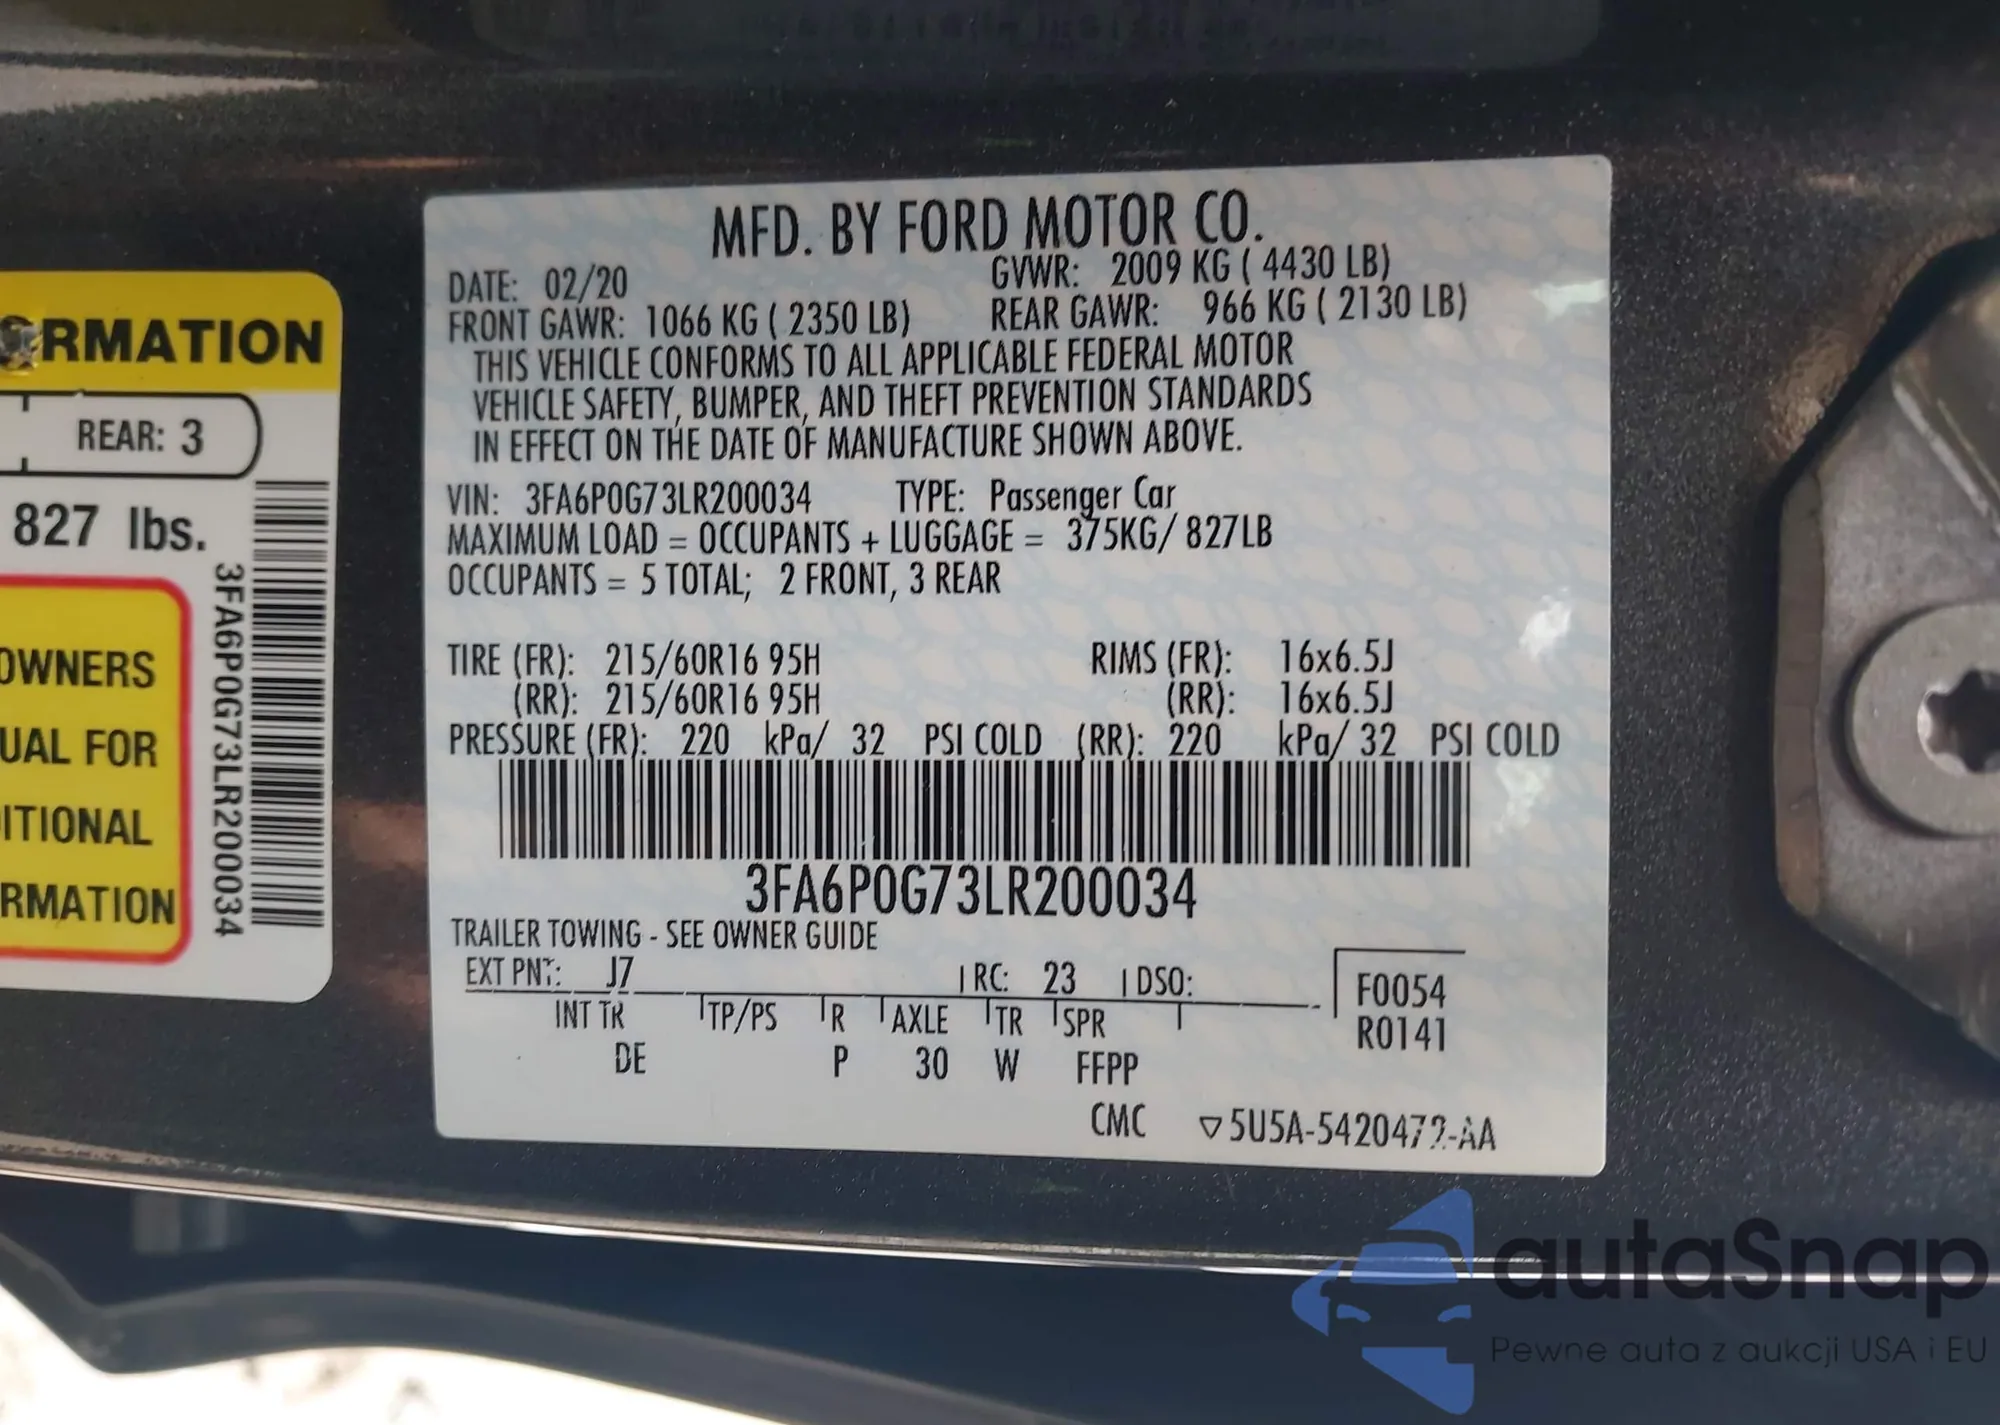 ORMATION
REAR: 3
827 lbs.
3FA6P0G73LR200034
OWNERS
UAL FOR
ITIONAL
RMATION
MFD. BY FORD MOTOR CO.
DATE: 02/20 GVWR: 2009 KG ( 4430 LB)
FRONT GAWR: 1066 KG ( 2350 LB) REAR GAWR: 966 KG ( 2130 LB)
THIS VEHICLE CONFORMS TO ALL APPLICABLE FEDERAL MOTOR
VEHICLE SAFETY, BUMPER, AND THEFT PREVENTION STANDARDS
IN EFFECT ON THE DATE OF MANUFACTURE SHOWN ABOVE.
VIN: 3FA6P0G73LR200034 TYPE: Passenger Car
MAXIMUM LOAD = OCCUPANTS + LUGGAGE = 375KG/ 827LB
OCCUPANTS = 5 TOTAL; 2 FRONT, 3 REAR
TIRE (FR): 215/60R16 95H RIMS (FR): 16x6.5J
(RR): 215/60R16 95H (RR): 16x6.5J
PRESSURE (FR): 220 kPa/ 32 PSI COLD (RR): 220 kPa/ 32 PSI COLD
3FA6P0G73LR200034
TRAILER TOWING - SEE OWNER GUIDE
EXT PNT: J7 RC: 23 DSO: F0054
INT TR TP/PS R AXLE TR SPR R0141
DE P 30 W FFPP
CMC ▽5U5A-5420472-AA
autaSnap
Pewne auta z aukcji USA i EU